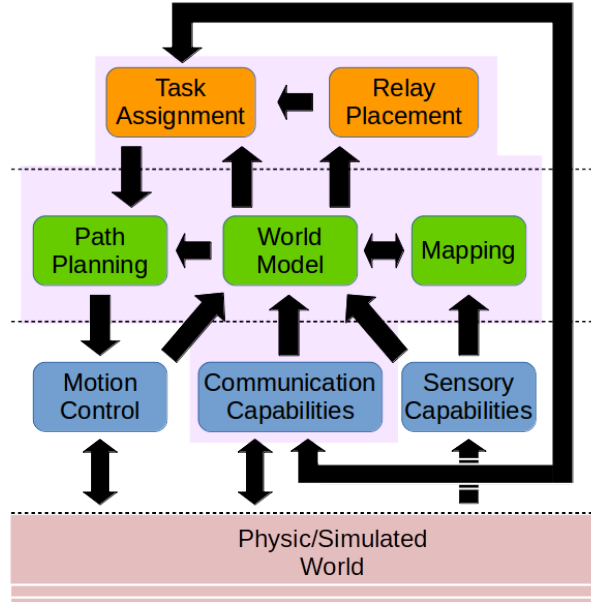 Task
Assignment
Relay
Placement
Path
Planning
World
Model
Mapping
Motion
Control
Communication
Capabilities
Sensory
Capabilities
Physic/Simulated
World